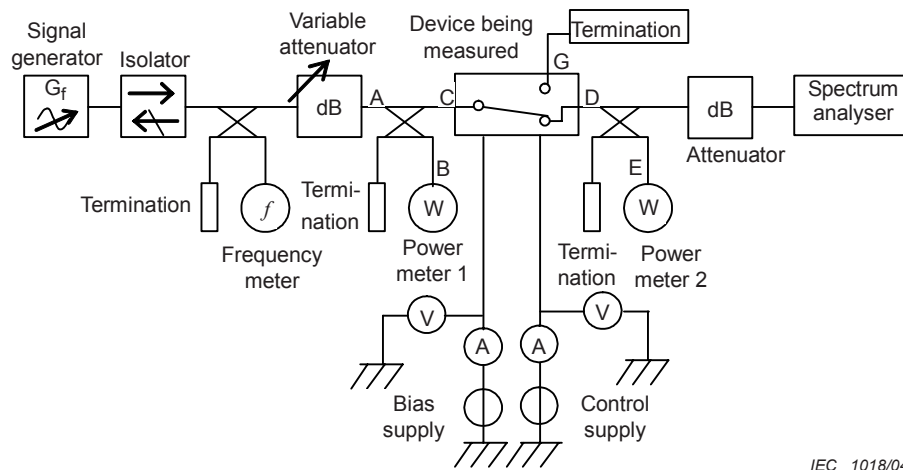 Signal
generator
Isolator
Variable
attenuator
Device being
measured
Termination
G
Gf
dB
A
C
D
dB
Spectrum
analyser
Attenuator
B
E
Termination
f
Termi-
nation
W
W
Frequency
meter
Power
meter 1
Termi-
nation
Power
meter 2
V
V
A
A
Bias
supply
Control
supply
IEC 1018/04